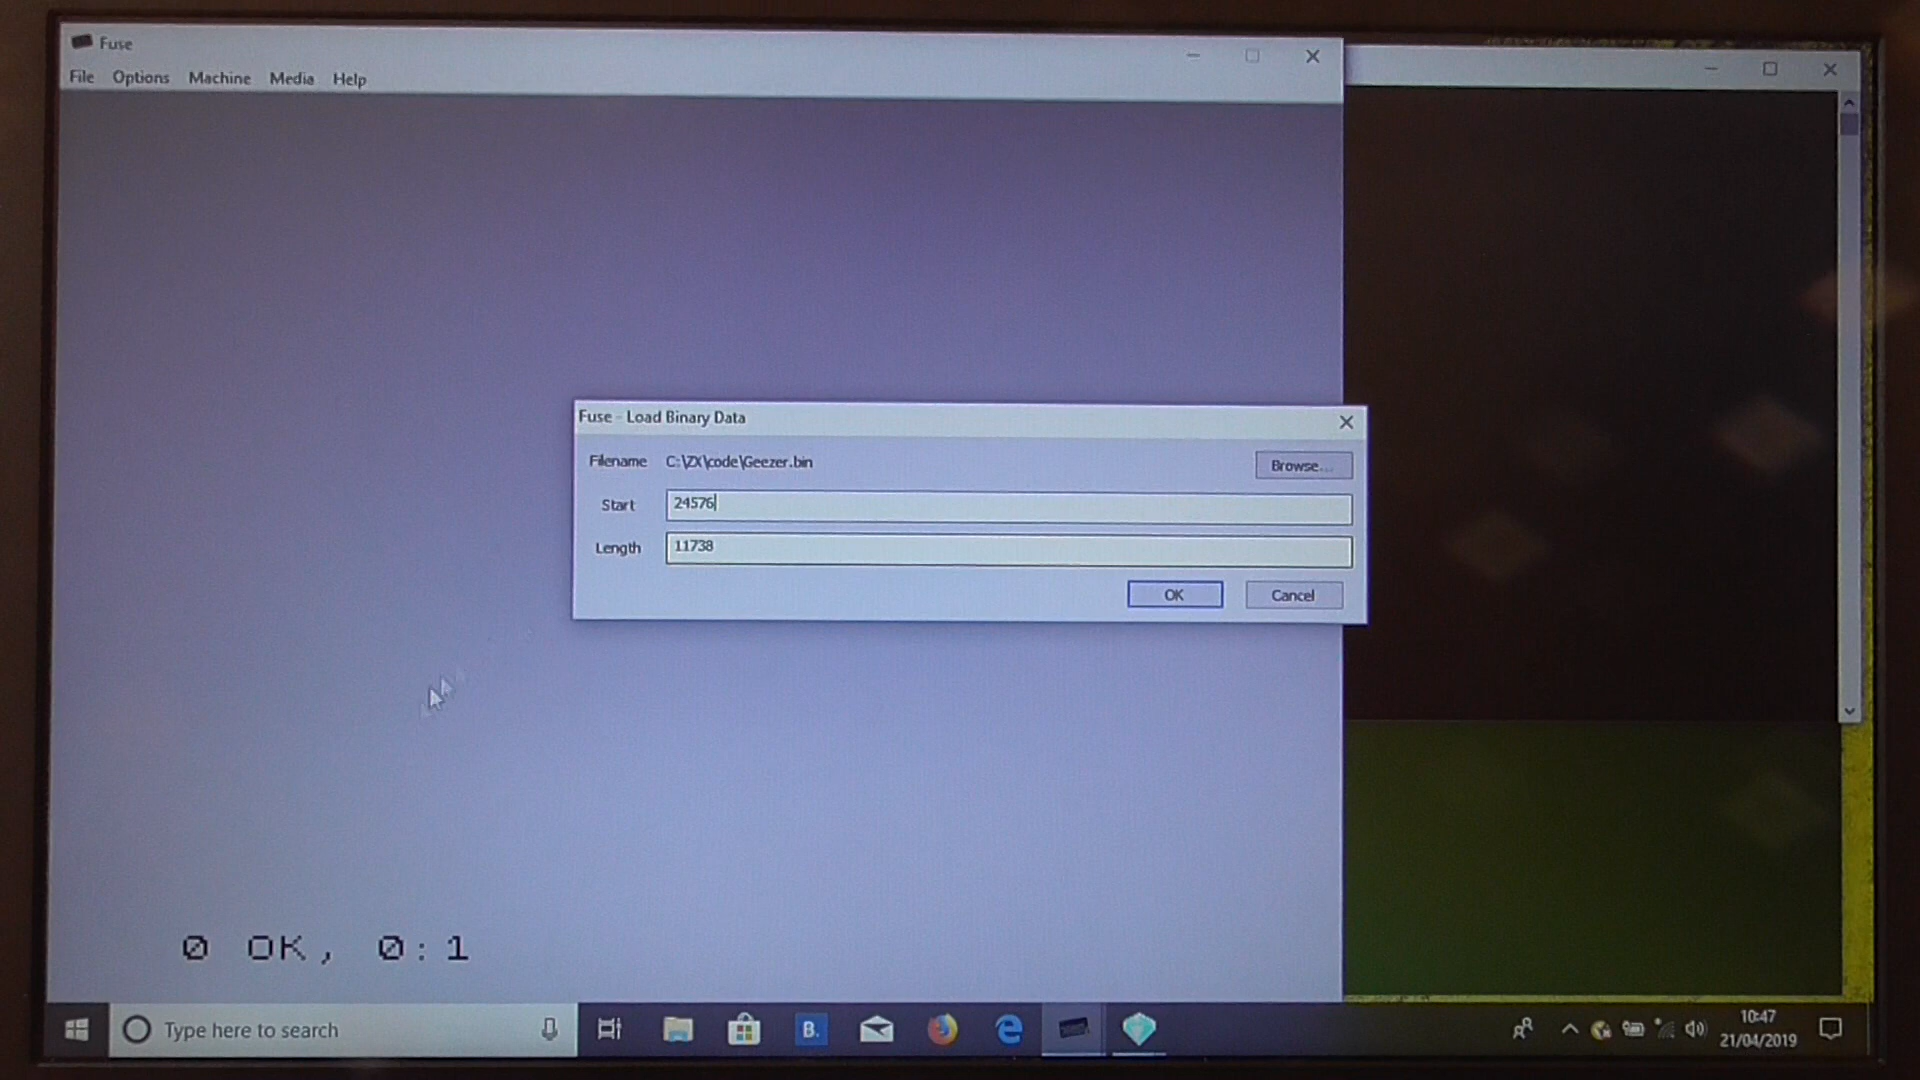 Fuse
File Options Machine Media Help
Fuse - Load Binary Data
Filename C:\ZX\code\Geezer.bin Browse...
Start 24576
Length 11738
OK Cancel
0 OK, 0:1
Type here to search
B.
10:47
21/04/2019